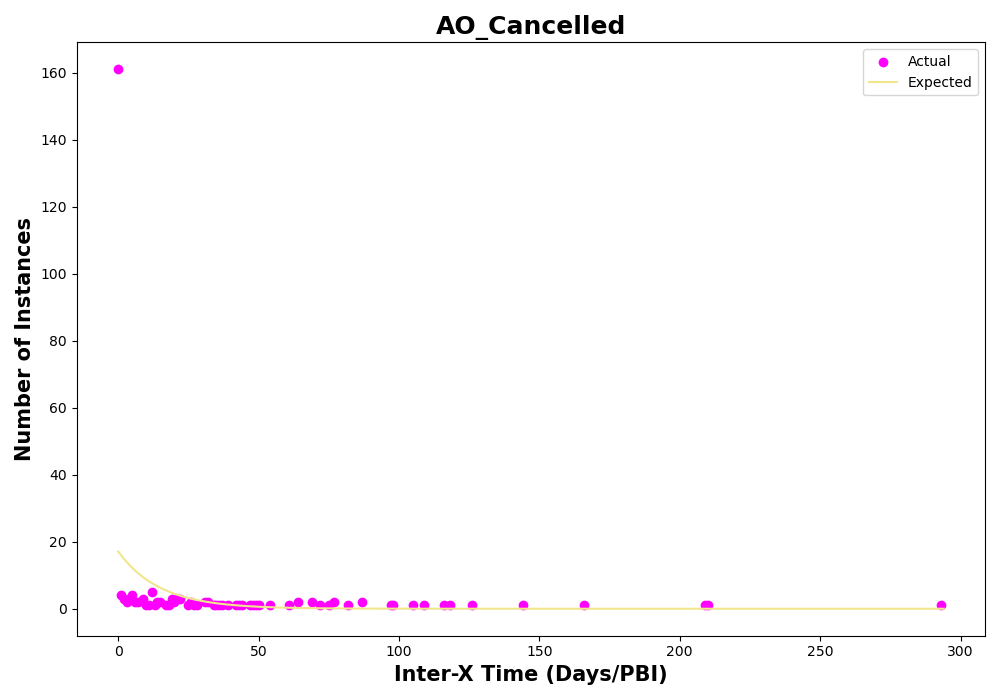 AO_Cancelled
Actual
Expected
Number of Instances
160
140
120
100
80
60
40
20
0
0 50 100 150 200 250 300
Inter-X Time (Days/PBI)